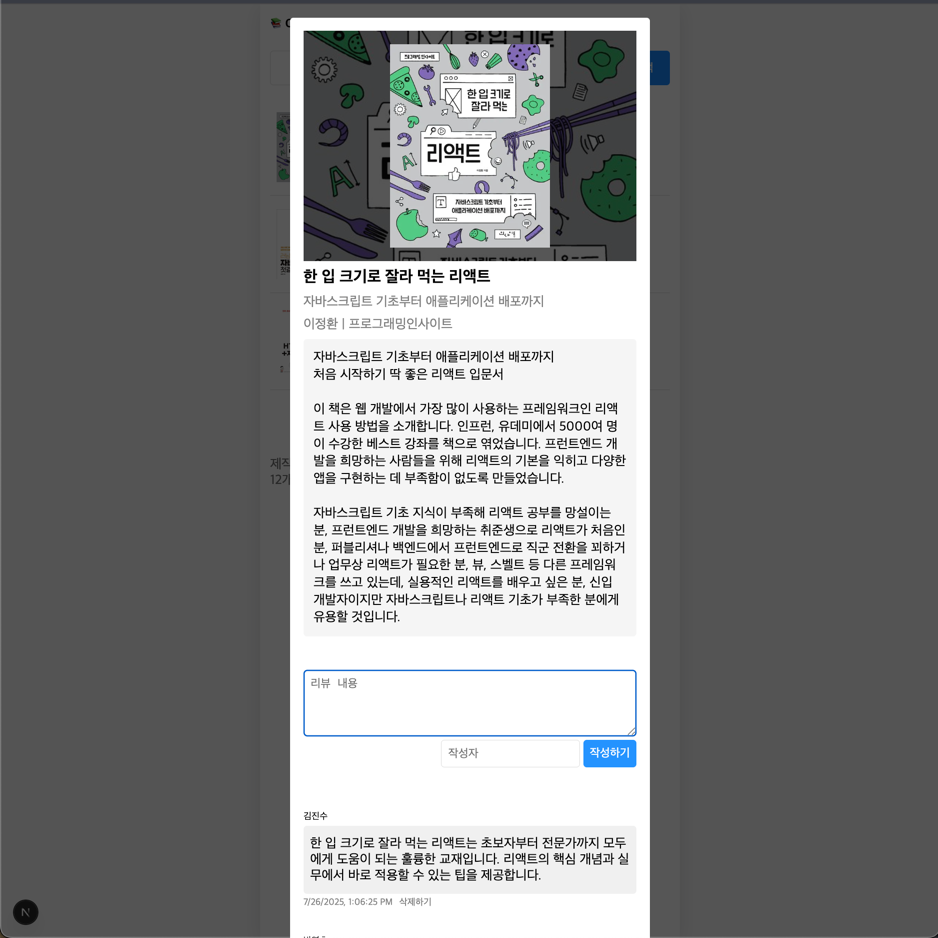 한 입 크기로
잘라 먹는
리액트
자바스크립트 기초부터
애플리케이션 배포까지
한 입 크기로 잘라 먹는 리액트
자바스크립트 기초부터 애플리케이션 배포까지
이정환 | 프로그래밍인사이트
자바스크립트 기초부터 애플리케이션 배포까지
처음 시작하기 딱 좋은 리액트 입문서
이 책은 웹 개발에서 가장 많이 사용하는 프레임워크인 리액
트 사용 방법을 소개합니다. 인프런, 유데미에서 5000여 명
이 수강한 베스트 강좌를 책으로 엮었습니다. 프런트엔드 개
발을 희망하는 사람들을 위해 리액트의 기본을 익히고 다양한
앱을 구현하는 데 부족함이 없도록 만들었습니다.
자바스크립트 기초 지식이 부족해 리액트 공부를 망설이는
분, 프런트엔드 개발을 희망하는 취준생으로 리액트가 처음인
분, 퍼블리셔나 백엔드에서 프런트엔드로 직군 전환을 꾀하거
나 업무상 리액트가 필요한 분, 뷰, 스벨트 등 다른 프레임워
크를 쓰고 있는데, 실용적인 리액트를 배우고 싶은 분, 신입
개발자이지만 자바스크립트나 리액트 기초가 부족한 분에게
유용할 것입니다.
제작
리뷰 내용
작성자 작성하기
김진수
한 입 크기로 잘라 먹는 리액트는 초보자부터 전문가까지 모두
에게 도움이 되는 훌륭한 교재입니다. 리액트의 핵심 개념과 실
무에서 바로 적용할 수 있는 팁을 제공합니다.
7/26/2025, 1:06:25 PM 삭제하기
N